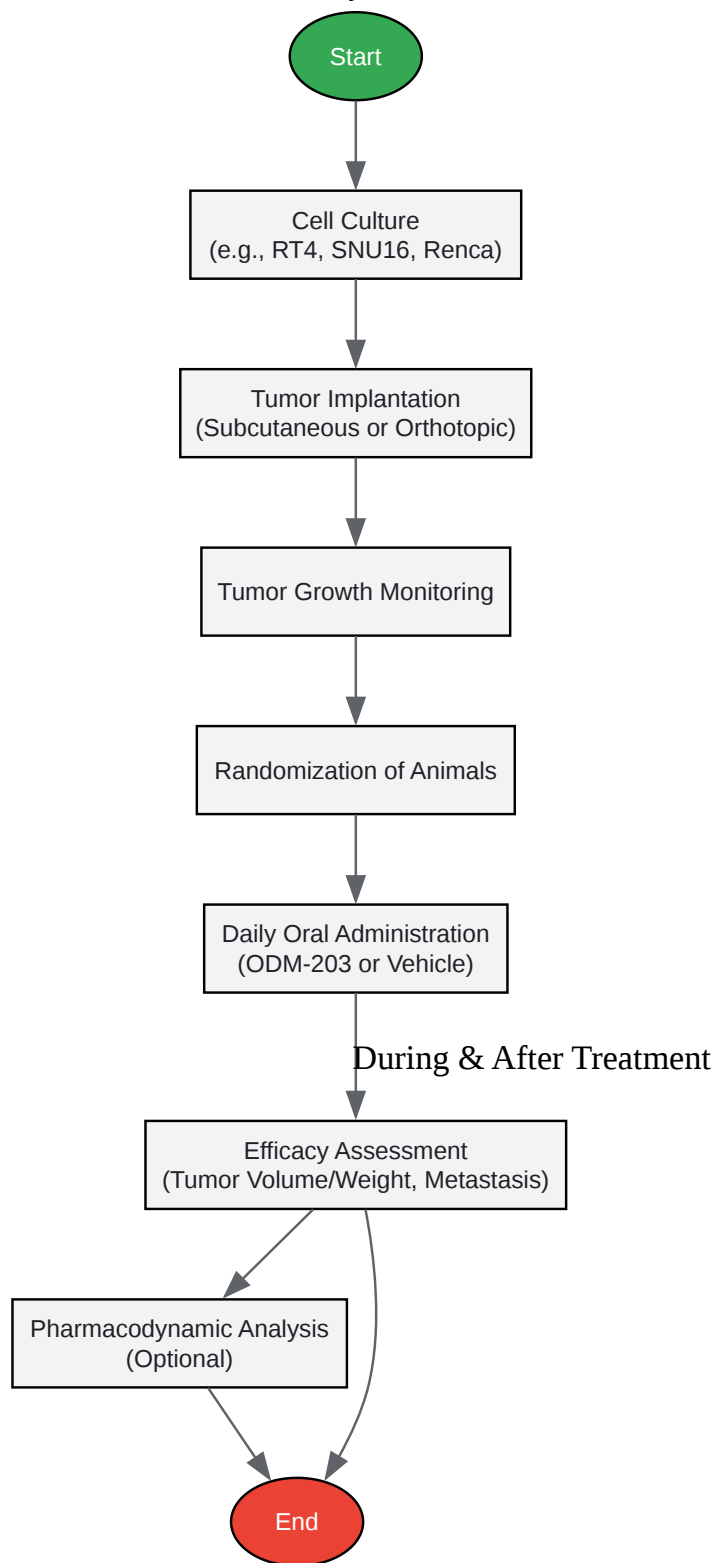 Start
Cell Culture
(e.g., RT4, SNU16, Renca)
Tumor Implantation
(Subcutaneous or Orthotopic)
Tumor Growth Monitoring
Randomization of Animals
Daily Oral Administration
(ODM-203 or Vehicle)
During & After Treatment
Efficacy Assessment
(Tumor Volume/Weight, Metastasis)
Pharmacodynamic Analysis
(Optional)
End